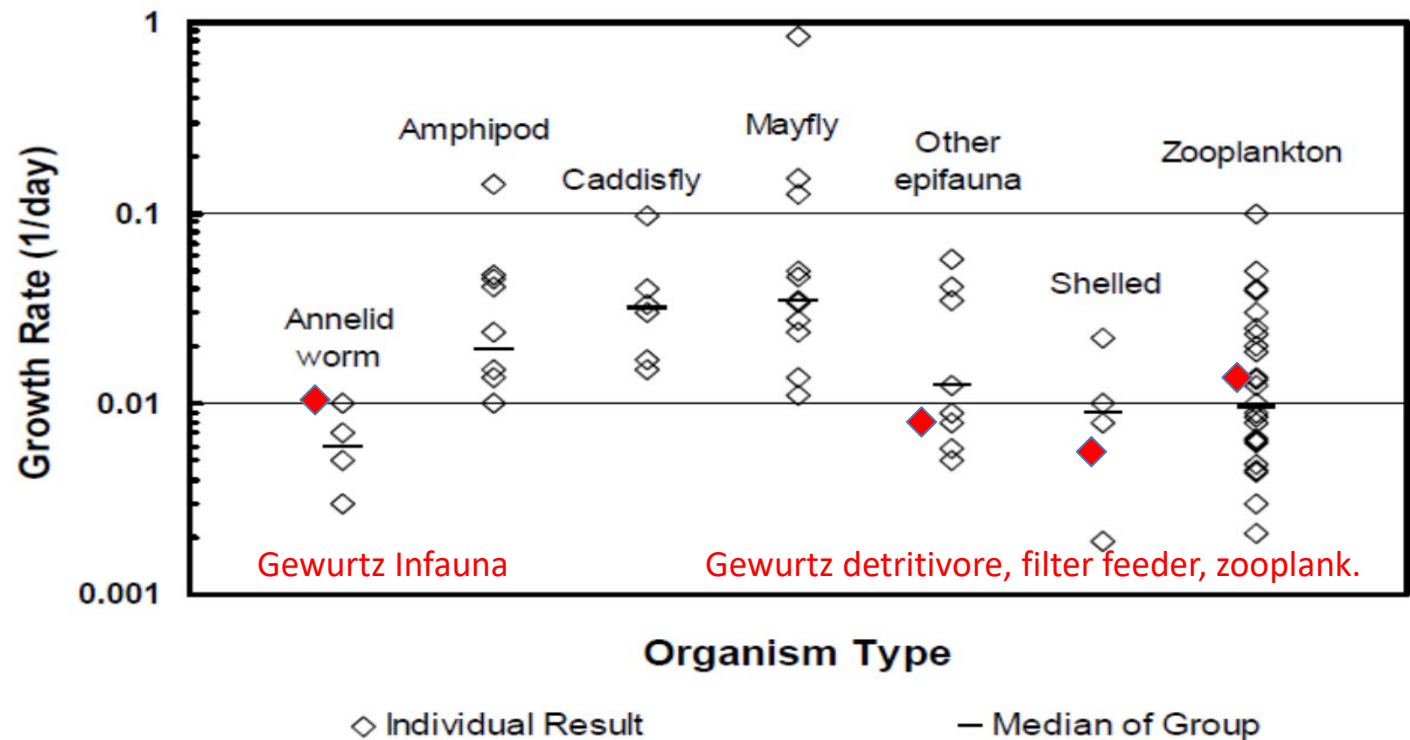 Growth Rate (1/day)
1
0.1
0.01
0.001
Annelid
worm
Amphipod
Caddisfly
Mayfly
Other
epifauna
Shelled
Zooplankton
Gewurtz Infauna
Gewurtz detritivore, filter feeder, zooplank.
Organism Type
Individual Result
Median of Group